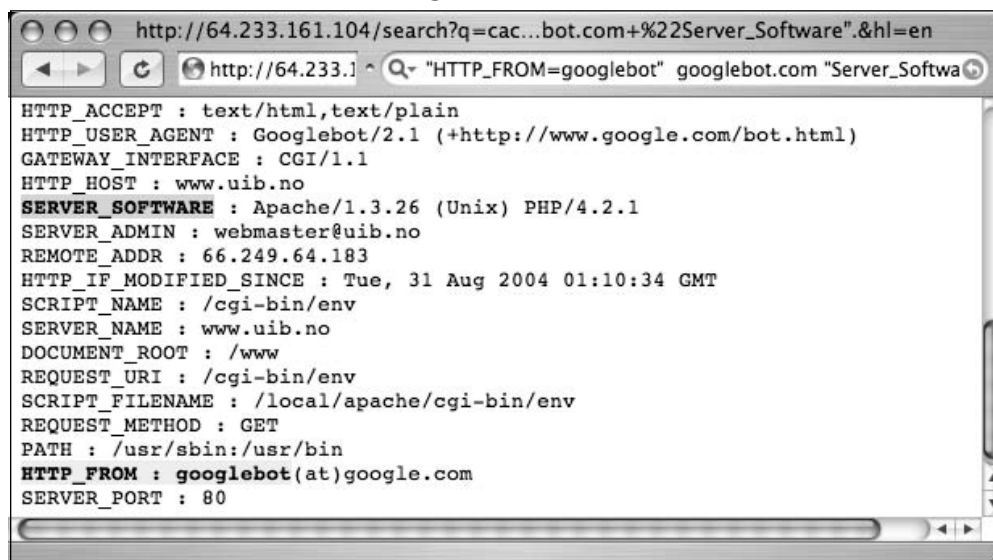 http://64.233.161.104/search?q=cac...bot.com+%22Server_Software".&hl=en
http://64.233.1 "HTTP_FROM=googlebot" googlebot.com "Server_Softwa
HTTP_ACCEPT : text/html,text/plain
HTTP_USER_AGENT : Googlebot/2.1 (+http://www.google.com/bot.html)
GATEWAY_INTERFACE : CGI/1.1
HTTP_HOST : www.uib.no
SERVER_SOFTWARE : Apache/1.3.26 (Unix) PHP/4.2.1
SERVER_ADMIN : webmaster@uib.no
REMOTE_ADDR : 66.249.64.183
HTTP_IF_MODIFIED_SINCE : Tue, 31 Aug 2004 01:10:34 GMT
SCRIPT_NAME : /cgi-bin/env
SERVER_NAME : www.uib.no
DOCUMENT_ROOT : /www
REQUEST_URI : /cgi-bin/env
SCRIPT_FILENAME : /local/apache/cgi-bin/env
REQUEST_METHOD : GET
PATH : /usr/sbin:/usr/bin
HTTP_FROM : googlebot(at)google.com
SERVER_PORT : 80